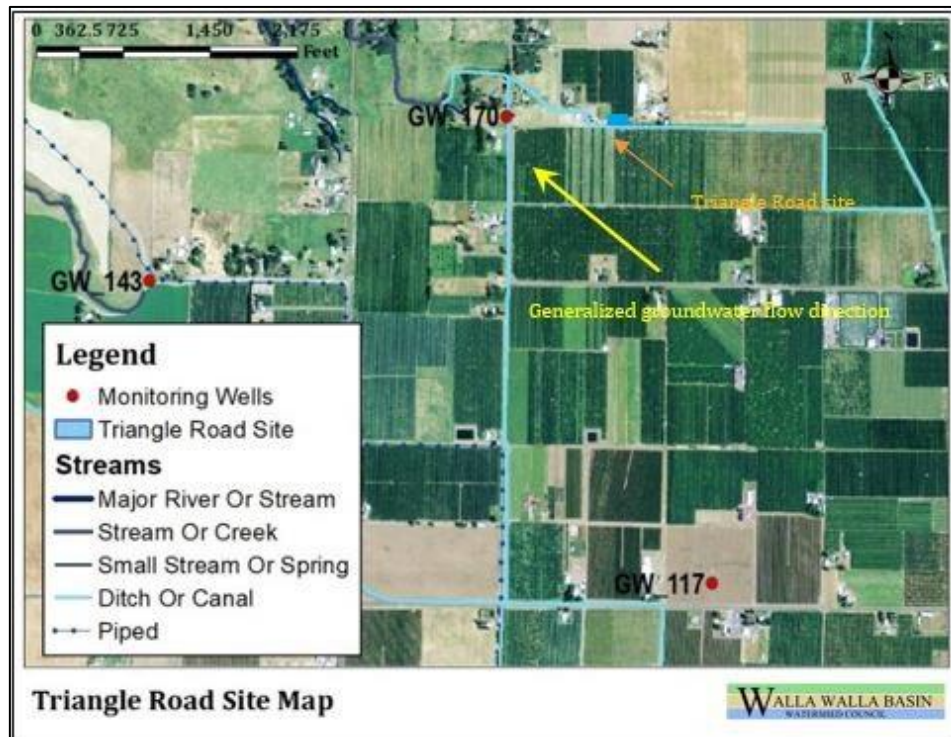 0 362.5 725 1,450 2,175
Feet
N
W E
S
GW_170
Triangle Road site
GW_143
Generalized groundwater flow direction
Legend
Monitoring Wells
Triangle Road Site
Streams
Major River Or Stream
Stream Or Creek
Small Stream Or Spring
Ditch Or Canal
Piped
GW_117
Triangle Road Site Map
WALLA WALLA BASIN
WATERSHED COUNCIL